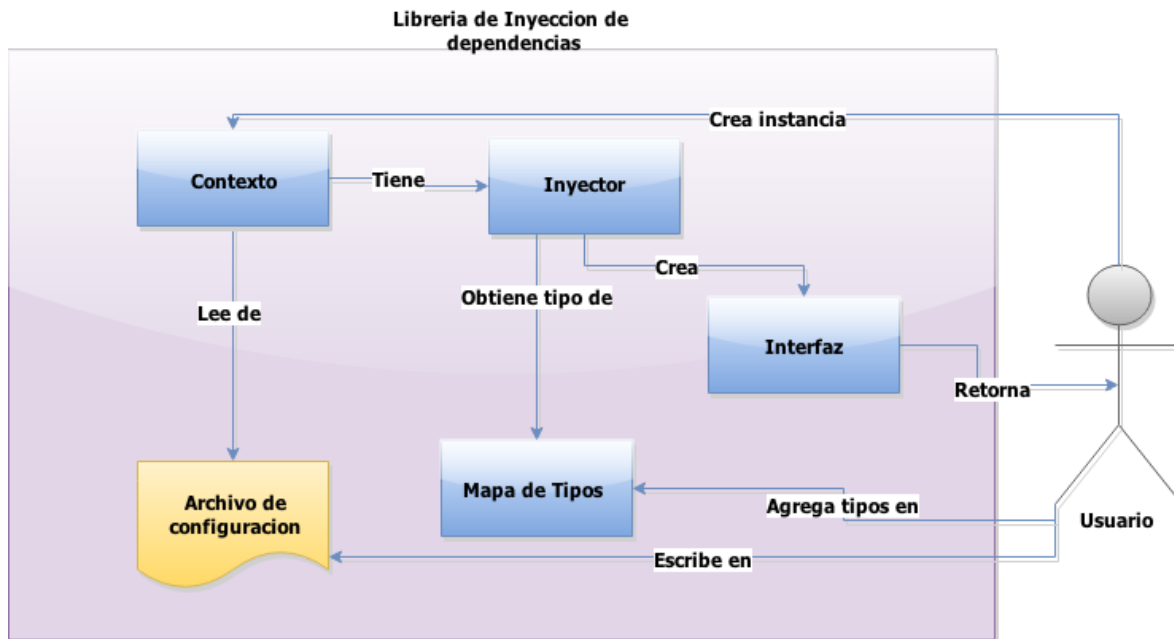 Libreria de Inyeccion de
dependencias
Crea instancia
Contexto
Tiene
Inyector
Crea
Lee de
Obtiene tipo de
Interfaz
Retorna
Archivo de
configuracion
Mapa de Tipos
Agrega tipos en
Usuario
Escribe en